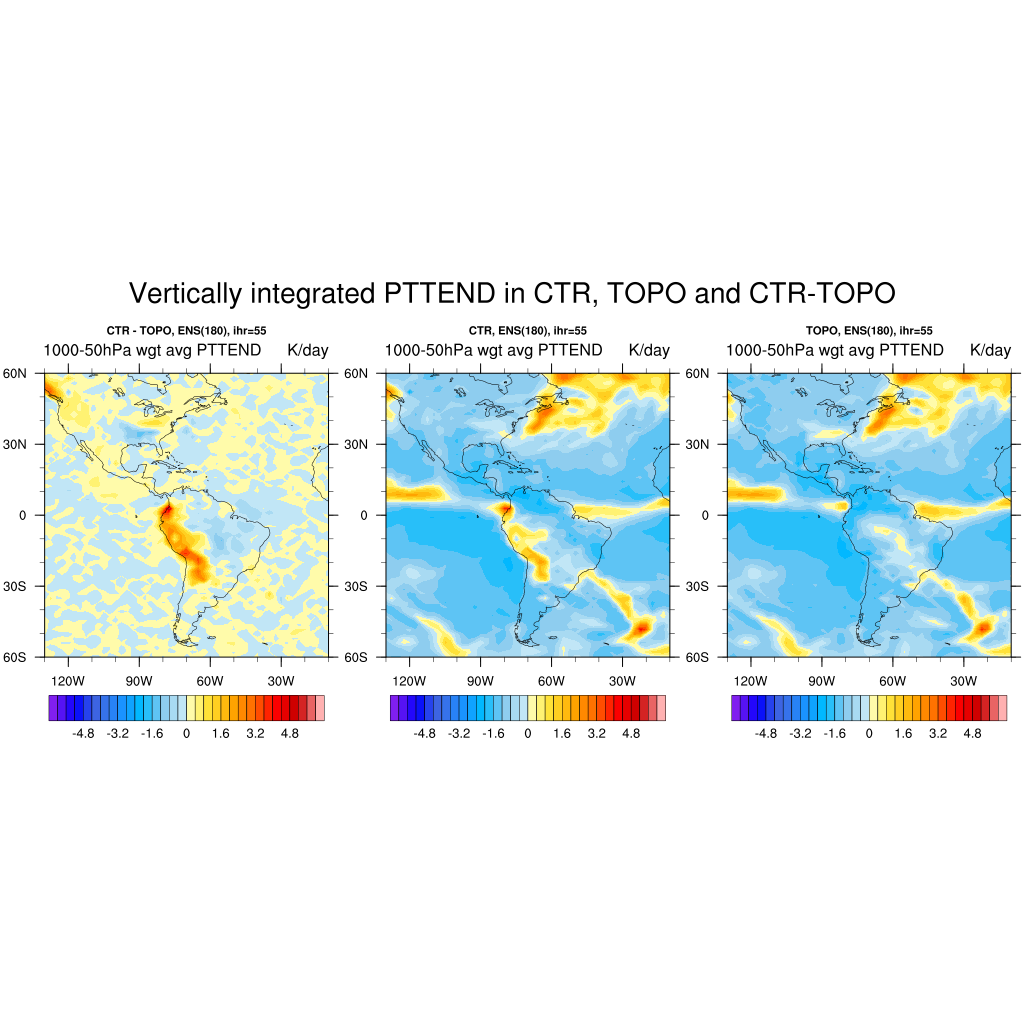 Vertically integrated PTTEND in CTR, TOPO and CTR-TOPO
CTR - TOPO, ENS(180), ihr=55
1000-50hPa wgt avg PTTEND K/day
60N
30N
0
30S
60S
120W 90W 60W 30W
-4.8 -3.2 -1.6 0 1.6 3.2 4.8
CTR, ENS(180), ihr=55
1000-50hPa wgt avg PTTEND K/day
60N
30N
0
30S
60S
120W 90W 60W 30W
-4.8 -3.2 -1.6 0 1.6 3.2 4.8
TOPO, ENS(180), ihr=55
1000-50hPa wgt avg PTTEND K/day
60N
30N
0
30S
60S
120W 90W 60W 30W
-4.8 -3.2 -1.6 0 1.6 3.2 4.8